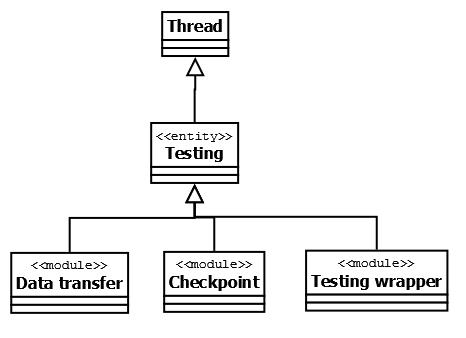 Thread
<<entity>>
Testing
<<module>>
Data transfer
<<module>>
Checkpoint
<<module>>
Testing wrapper